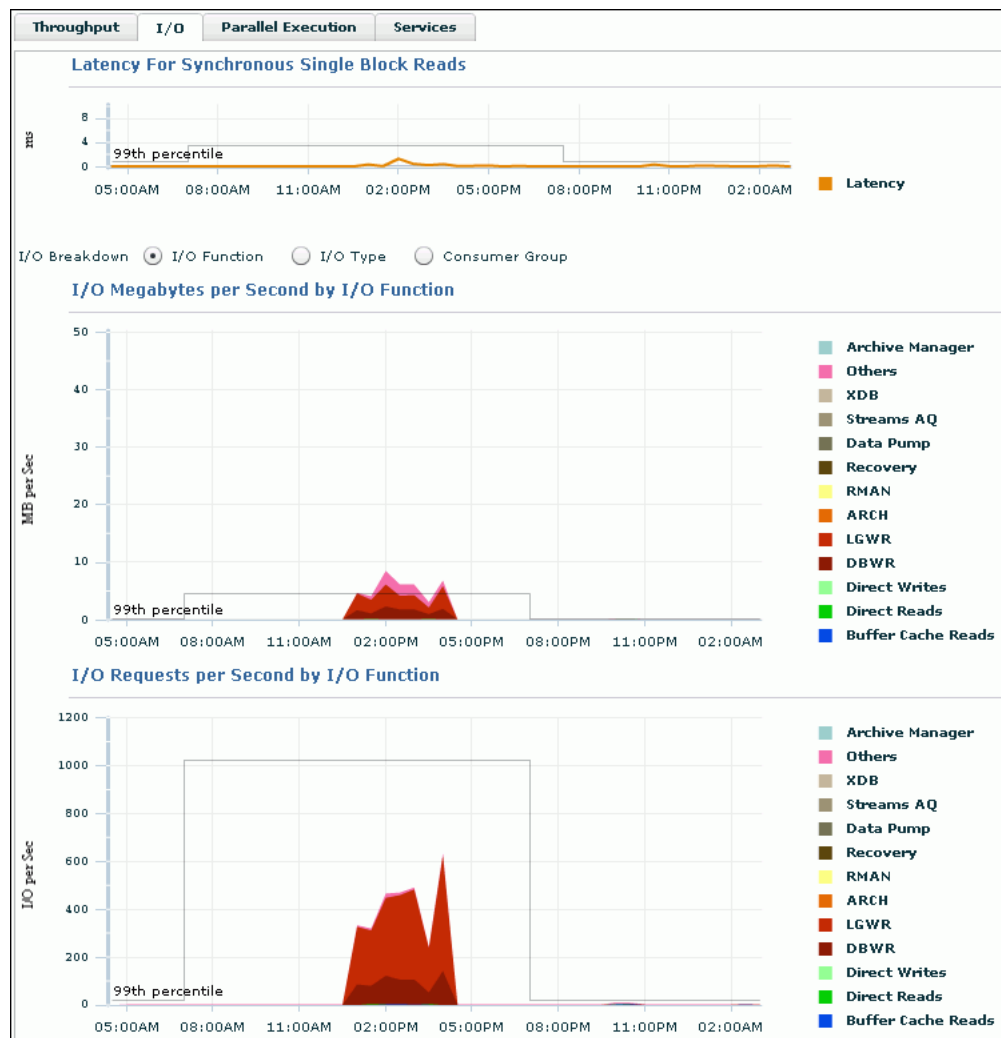 Throughput I/O Parallel Execution Services
Latency For Synchronous Single Block Reads
8
4
0
ms
99th percentile
05:00AM 08:00AM 11:00AM 02:00PM 05:00PM 08:00PM 11:00PM 02:00AM
Latency
I/O Breakdown I/O Function I/O Type Consumer Group
I/O Megabytes per Second by I/O Function
50
40
30
20
10
0
MB per Sec
99th percentile
05:00AM 08:00AM 11:00AM 02:00PM 05:00PM 08:00PM 11:00PM 02:00AM
Archive Manager
Others
XDB
Streams AQ
Data Pump
Recovery
RMAN
ARCH
LGWR
DBWR
Direct Writes
Direct Reads
Buffer Cache Reads
I/O Requests per Second by I/O Function
1200
1000
800
600
400
200
0
I/O per Sec
99th percentile
05:00AM 08:00AM 11:00AM 02:00PM 05:00PM 08:00PM 11:00PM 02:00AM
Archive Manager
Others
XDB
Streams AQ
Data Pump
Recovery
RMAN
ARCH
LGWR
DBWR
Direct Writes
Direct Reads
Buffer Cache Reads